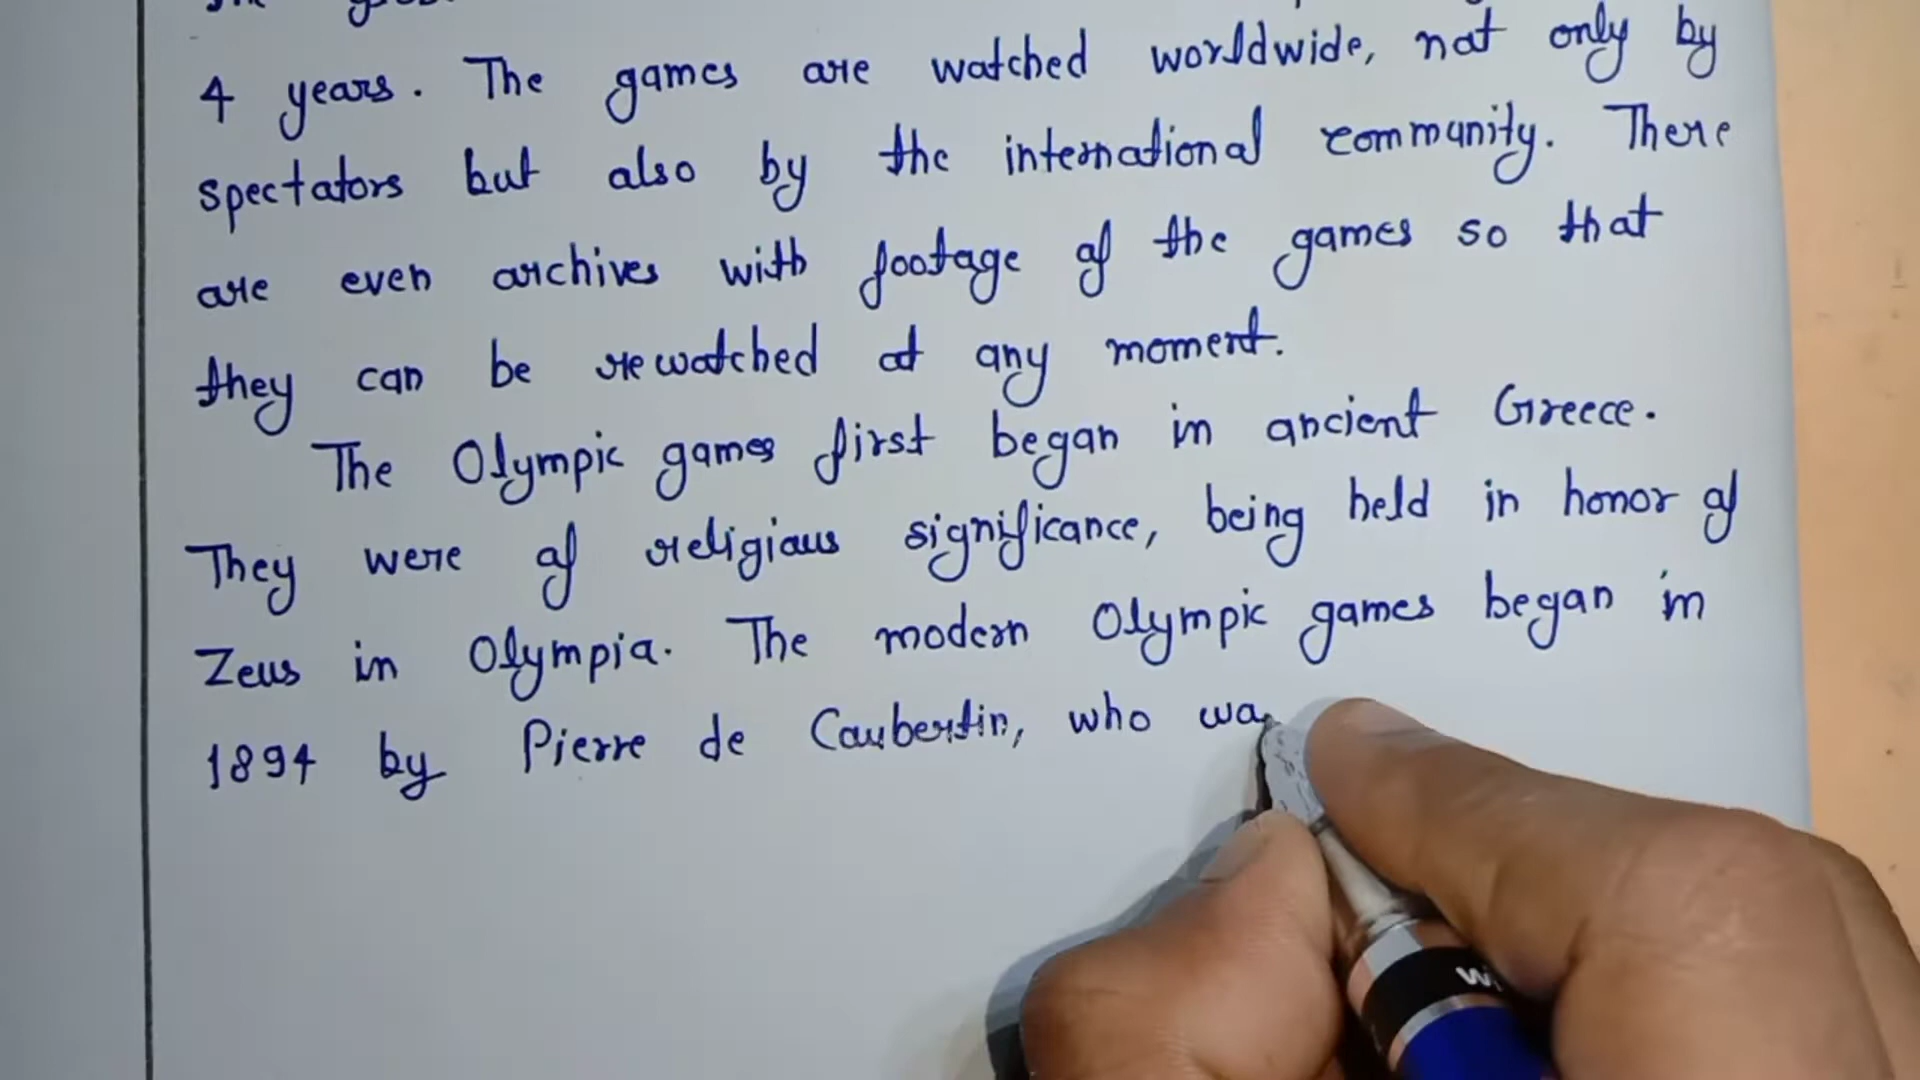 4 years. The games are watched worldwide, not only by
spectators but also by the international community. There
are even archives with footage of the games so that
they can be rewatched at any moment.
The Olympic games first began in ancient Greece.
They were of religious significance, being held in honor of
Zeus in Olympia. The modern Olympic games began in
1894 by Pierre de Coubertin, who wa